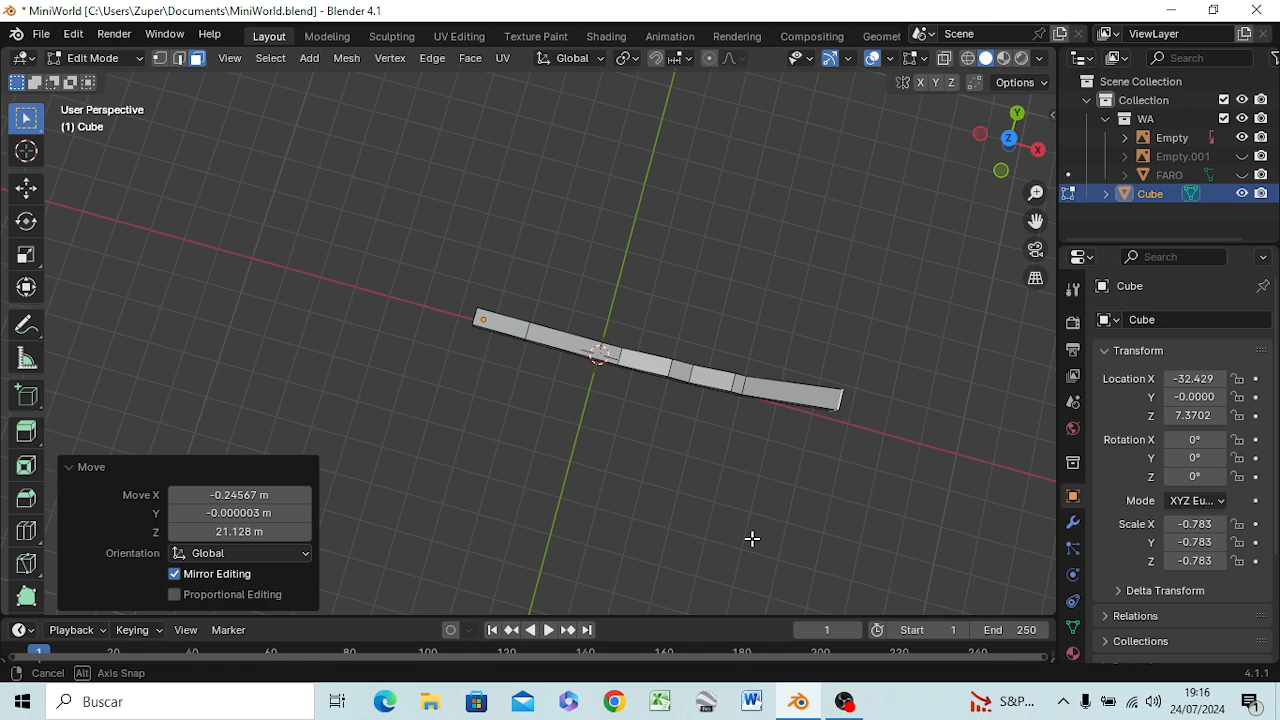 * MiniWorld [C:\Users\Zuper\Documents\MiniWorld.blend] - Blender 4.1
File Edit Render Window Help Layout Modeling Sculpting UV Editing Texture Paint Shading Animation Rendering Compositing Geomet Scene ViewLayer
Edit Mode View Select Add Mesh Vertex Edge Face UV Global Search
X Y Z Options
User Perspective
(1) Cube
Scene Collection
Collection
WA
Empty
Empty.001
FARO
Cube
Y
Z
X
Search
Cube
Cube
Transform
Location X -32.429
Y -0.0000
Z 7.3702
Rotation X 0°
Y 0°
Z 0°
Mode XYZ Eu...
Scale X -0.783
Y -0.783
Z -0.783
Delta Transform
Relations
Collections
Move
Move X -0.24567 m
Y -0.000003 m
Z 21.128 m
Orientation Global
Mirror Editing
Proportional Editing
Playback Keying View Marker 1 Start 1 End 250
20 40 60 80 100 120 140 160 180 200 220 240
Cancel Alt Axis Snap 4.1.1
Buscar S&P... 9:16
24/07/2024
1